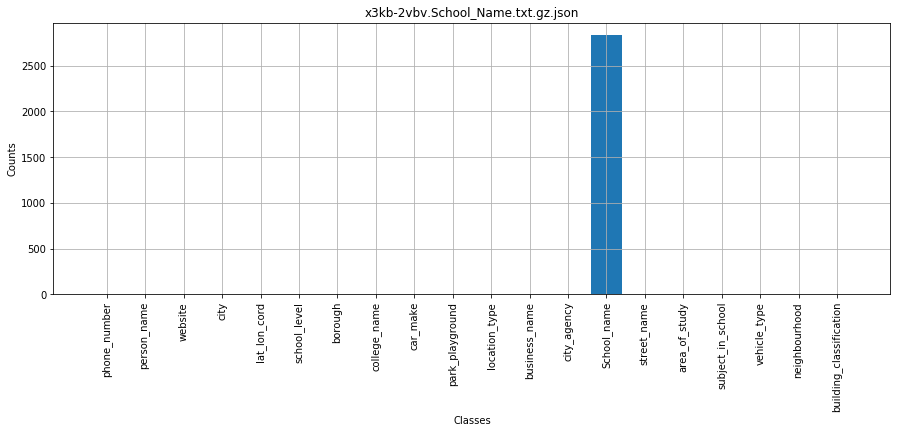 x3kb-2vbv.School_Name.txt.gz.json
Counts
2500
2000
1500
1000
500
0
phone_number
person_name
website
city
lat_lon_cord
school_level
borough
college_name
car_make
park_playground
location_type
business_name
city_agency
School_name
street_name
area_of_study
subject_in_school
vehicle_type
neighbourhood
building_classification
Classes